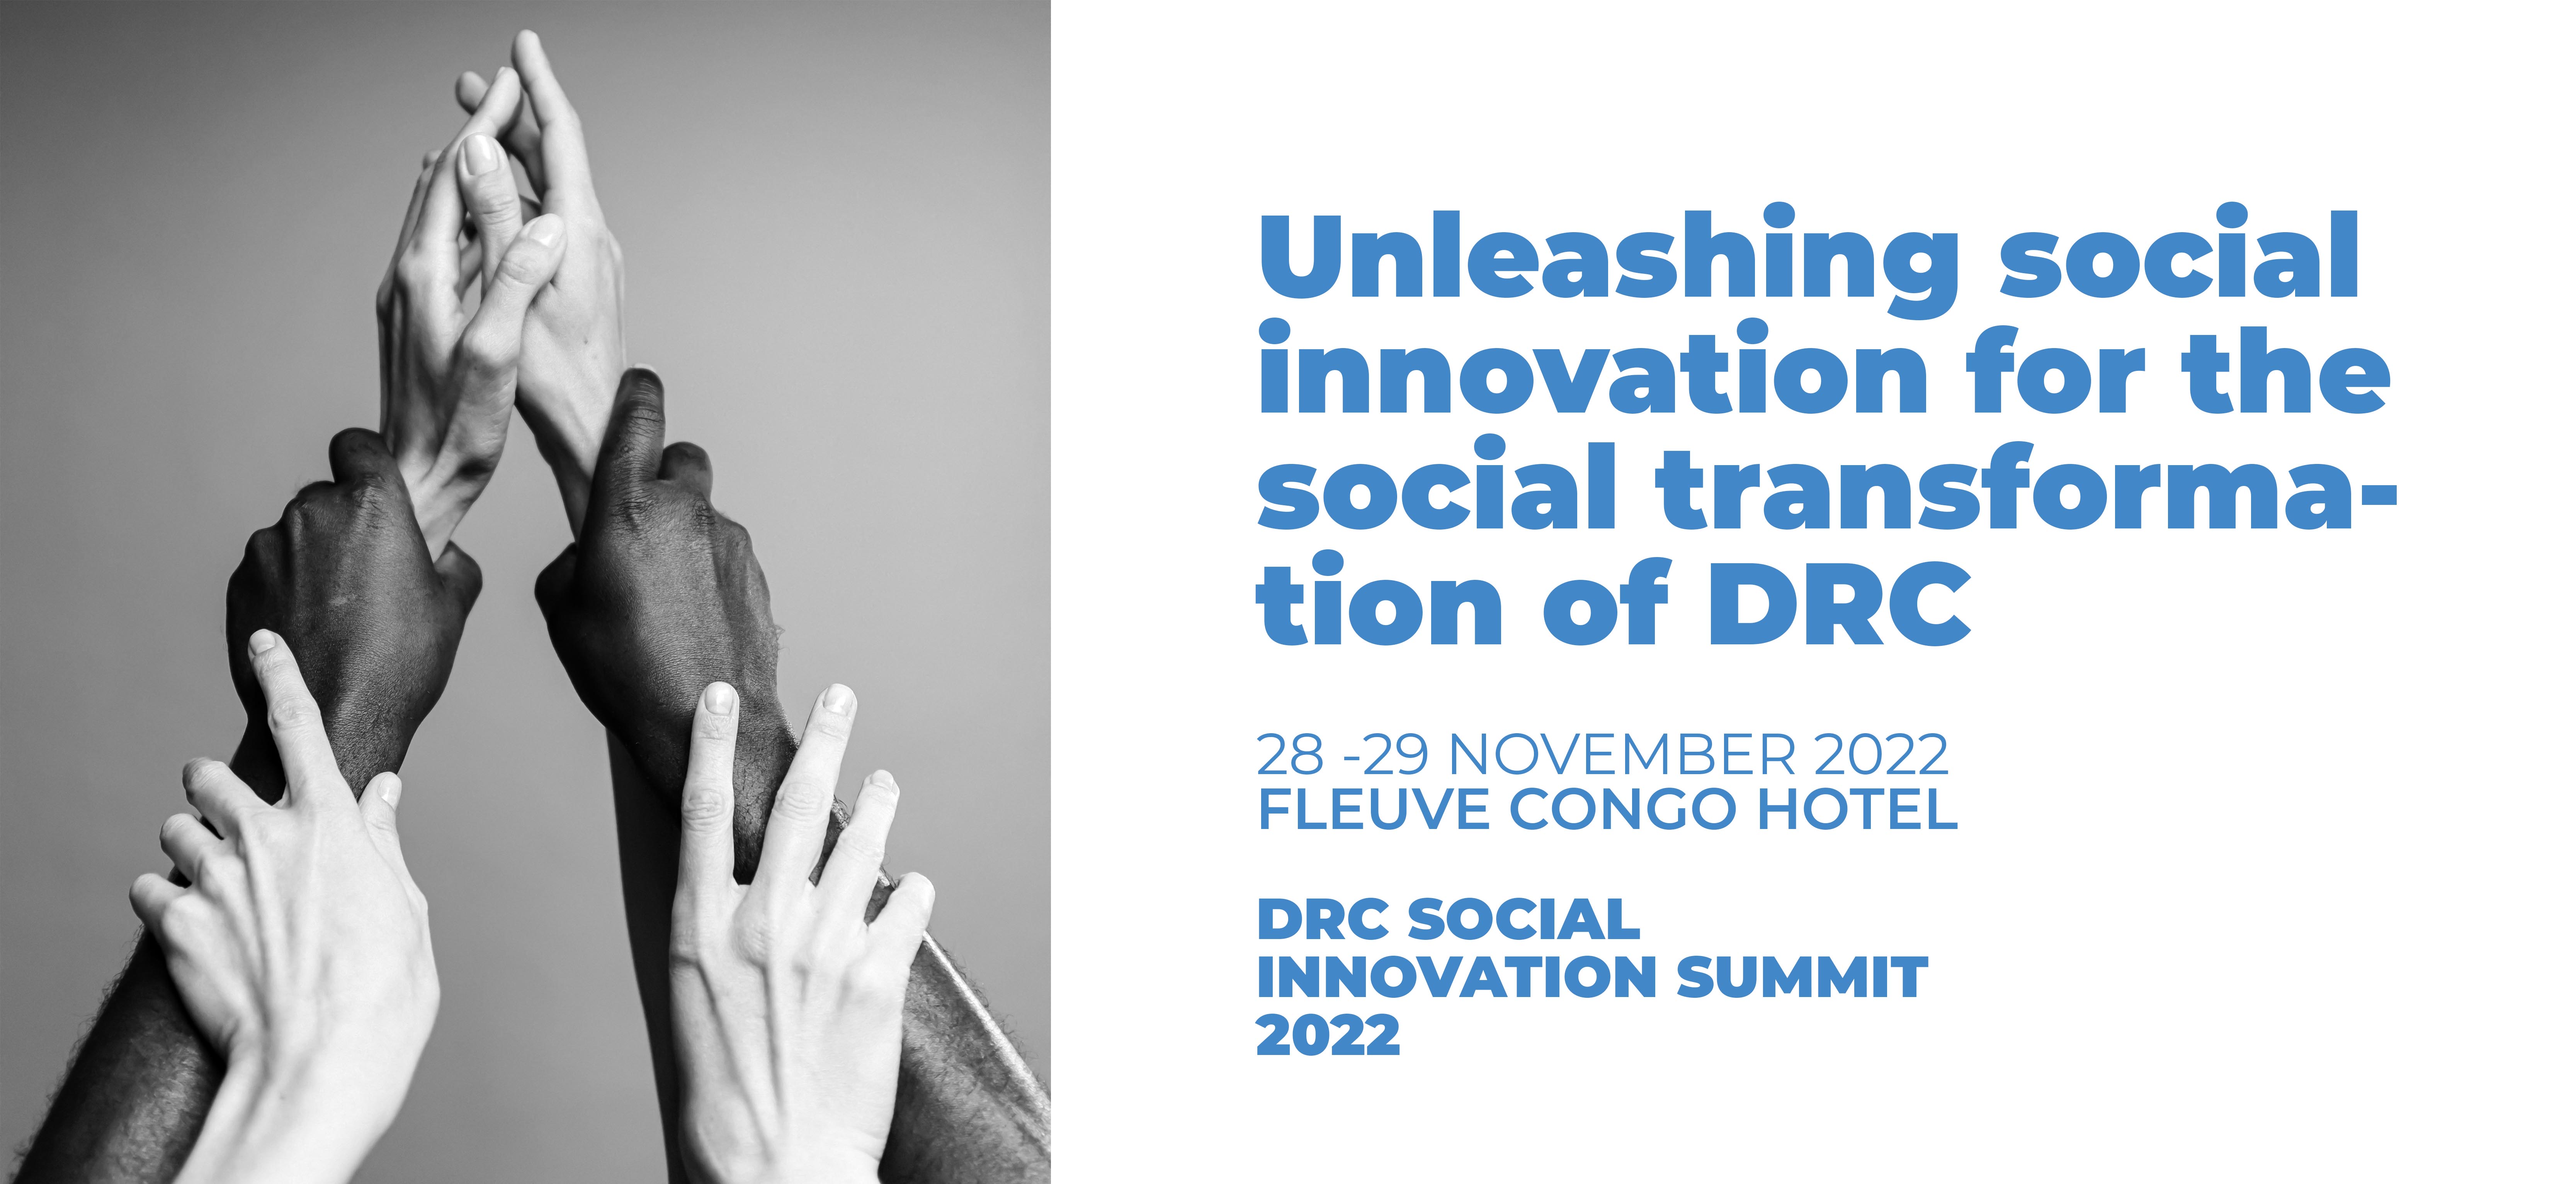 Unleashing social
innovation for the
social transforma-
tion of DRC
28 -29 NOVEMBER 2022
FLEUVE CONGO HOTEL
DRC SOCIAL
INNOVATION SUMMIT
2022